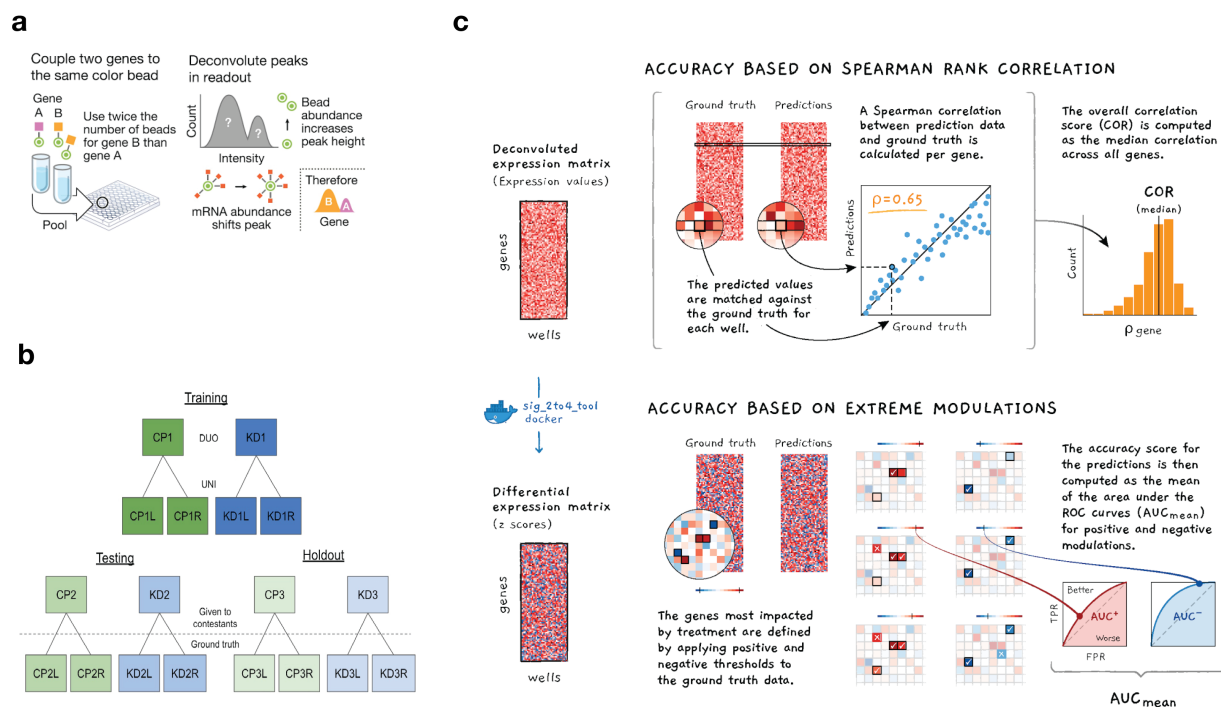 a
Couple two genes to
the same color bead
Gene
A B
Use twice the
number of beads
for gene B than
gene A
Pool
Deconvolute peaks
in readout
Count
?
?
Intensity
Bead
abundance
increases
peak height
mRNA abundance
shifts peak
Therefore
B
A
Gene
b
Training
CP1
DUO
KD1
UNI
CP1L
CP1R
KD1L
KD1R
Testing
Holdout
CP2
KD2
CP3
KD3
Given to
contestants
Ground truth
CP2L
CP2R
KD2L
KD2R
CP3L
CP3R
KD3L
KD3R
c
Deconvoluted
expression matrix
(Expression values)
genes
wells
sig_2to4_tool
docker
Differential
expression matrix
(z scores)
genes
wells
ACCURACY BASED ON SPEARMAN RANK CORRELATION
Ground truth
Predictions
A Spearman correlation
between prediction data
and ground truth is
calculated per gene.
The predicted values
are matched against
the ground truth for
each well.
ρ=0.65
Predictions
Ground truth
The overall correlation
score (COR) is computed
as the median correlation
across all genes.
COR
(median)
Count
ρ gene
ACCURACY BASED ON EXTREME MODULATIONS
Ground truth
Predictions
The genes most impacted
by treatment are defined
by applying positive and
negative thresholds to
the ground truth data.
The accuracy score for
the predictions is then
computed as the mean
of the area under the
ROC curves (AUCmean)
for positive and negative
modulations.
TPR
Better
AUC+
Worse
FPR
AUC−
AUCmean